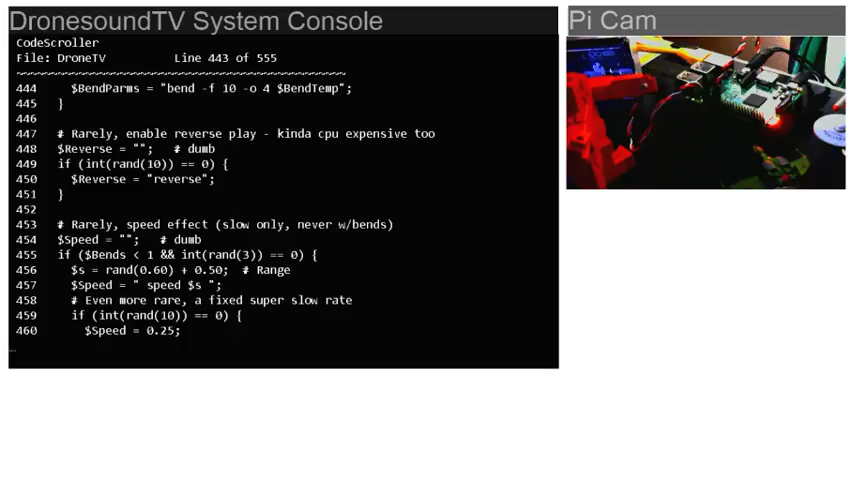 DronesoundTV System Console
Pi Cam
CodeScroller
File: DroneTV Line 443 of 555
~~~~~~~~~~~~~~~~~~~~~~~~~~~~~~~~~~~~~~~~~~~~~~~~
444 $BendParms = "bend -f 10 -o 4 $BendTemp";
445 }
446
447 # Rarely, enable reverse play - kinda cpu expensive too
448 $Reverse = ""; # dumb
449 if (int(rand(10)) == 0) {
450 $Reverse = "reverse";
451 }
452
453 # Rarely, speed effect (slow only, never w/bends)
454 $Speed = ""; # dumb
455 if ($Bends < 1 && int(rand(3)) == 0) {
456 $s = rand(0.60) + 0.50; # Range
457 $Speed = " speed $s ";
458 # Even more rare, a fixed super slow rate
459 if (int(rand(10)) == 0) {
460 $Speed = 0.25;